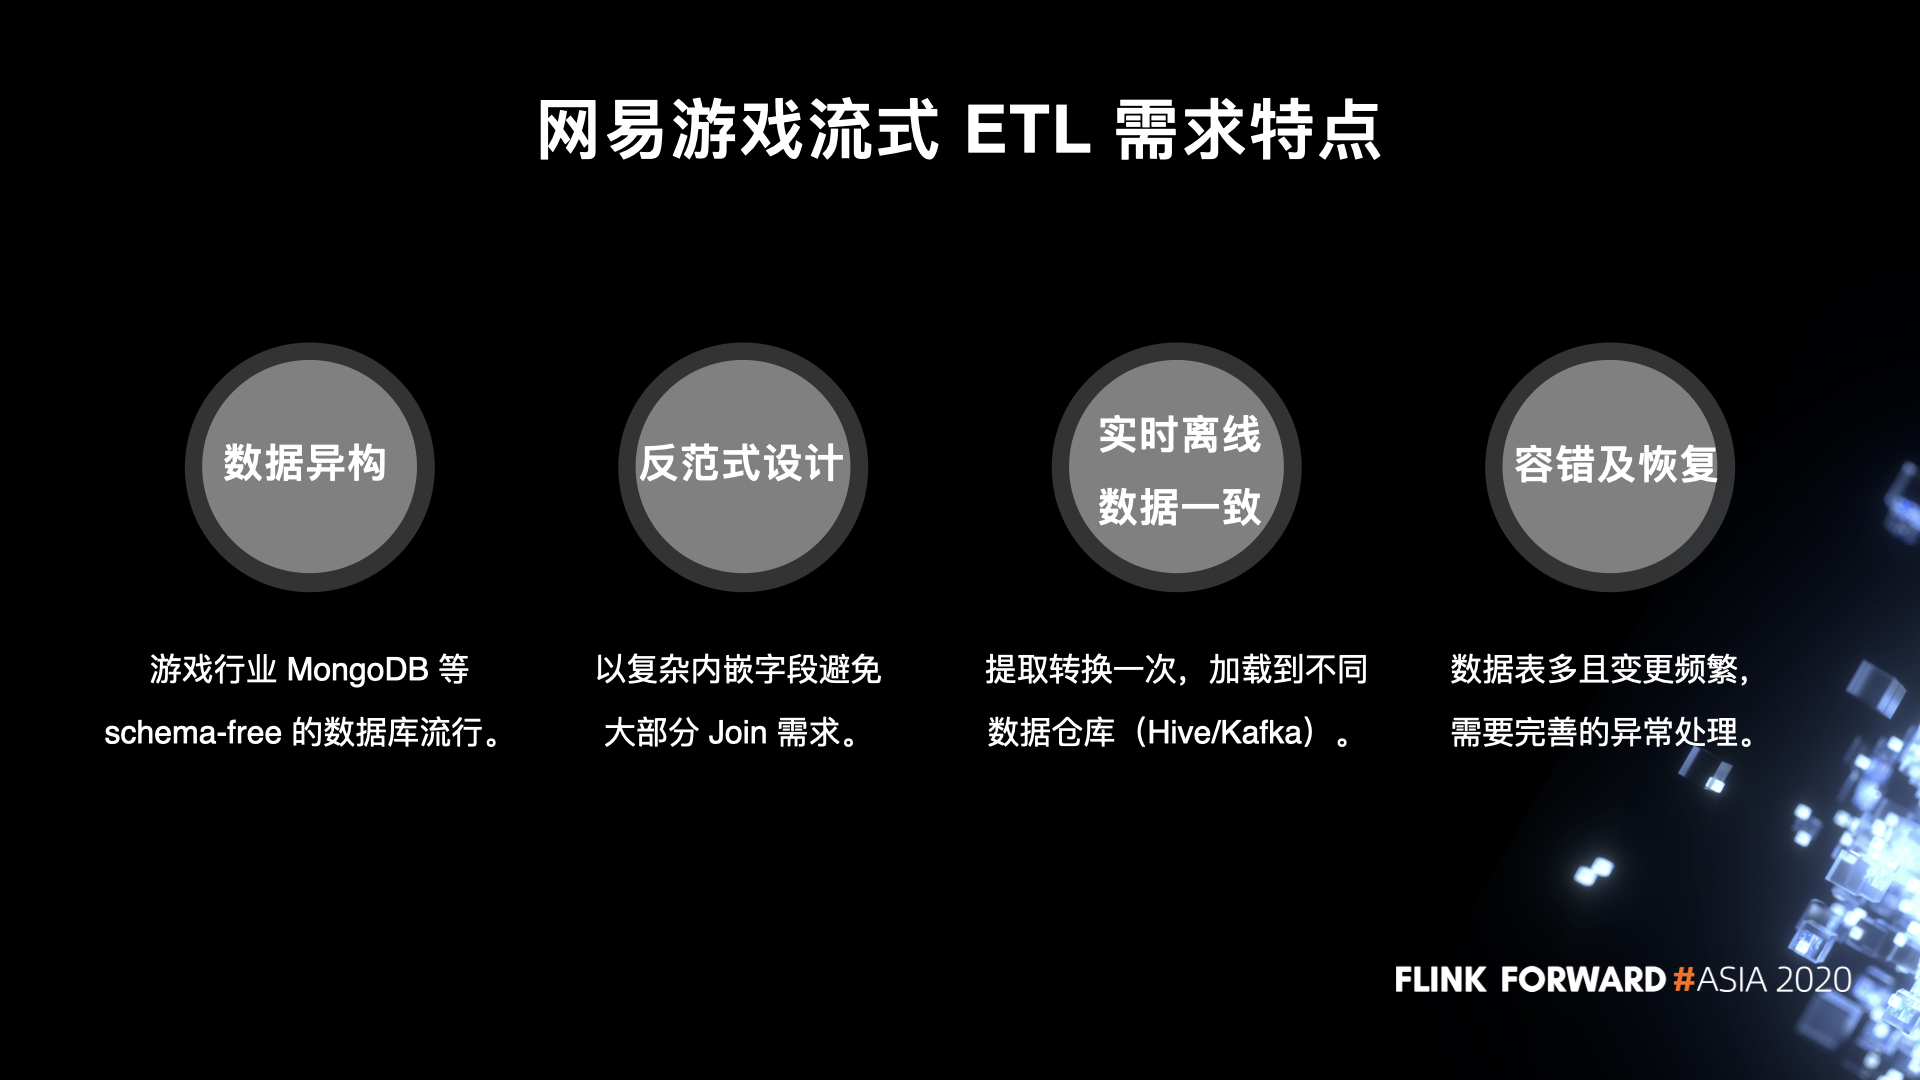 网易游戏流式 ETL 需求特点
数据异构
反范式设计
实时离线
数据一致
容错及恢复
游戏行业 MongoDB 等
schema-free 的数据库流行。
以复杂内嵌字段避免
大部分 Join 需求。
提取转换一次，加载到不同
数据仓库（Hive/Kafka）。
数据表多且变更频繁，
需要完善的异常处理。
FLINK FORWARD #ASIA 2020